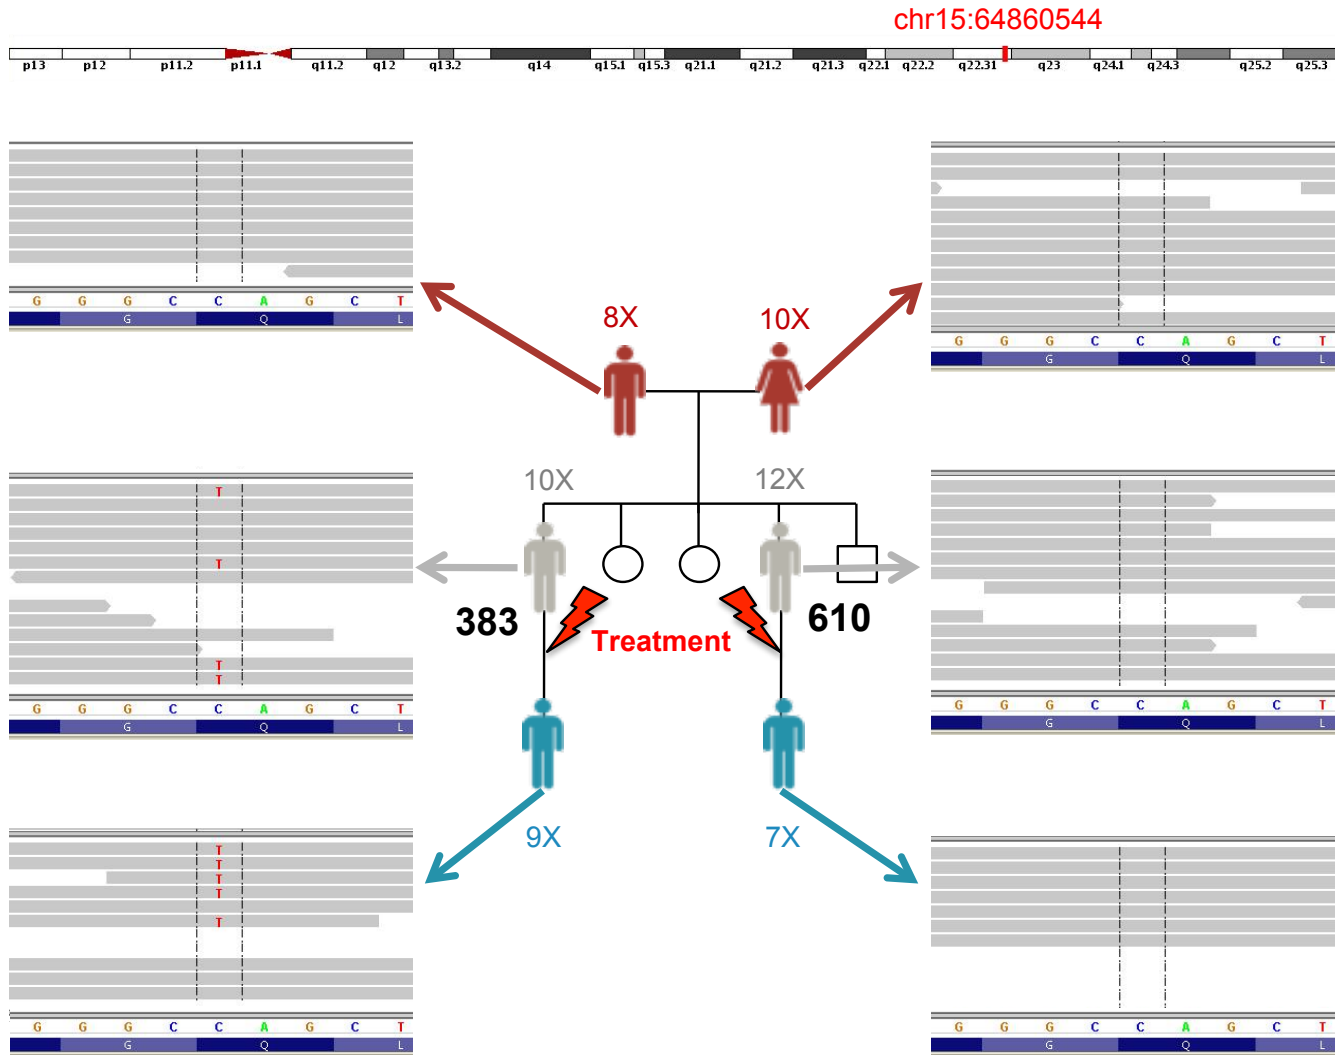 chr15:64860544
p13 p12 p11.2 p11.1 q11.2 q12 q13.2 q14 q15.1 q15.3 q21.1 q21.2 q21.3 q22.1 q22.2 q22.31 q23 q24.1 q24.3 q25.2 q25.3
G G G C C A G C T
G Q L
8X 10X
G G G C C A G C T
G Q L
10X 12X
T
T
T
T
383 610
Treatment
G G G C C A G C T
G Q L
G G G C C A G C T
G Q L
9X 7X
T
T
T
T
T
G G G C C A G C T
G Q L
G G G C C A G C T
G Q L